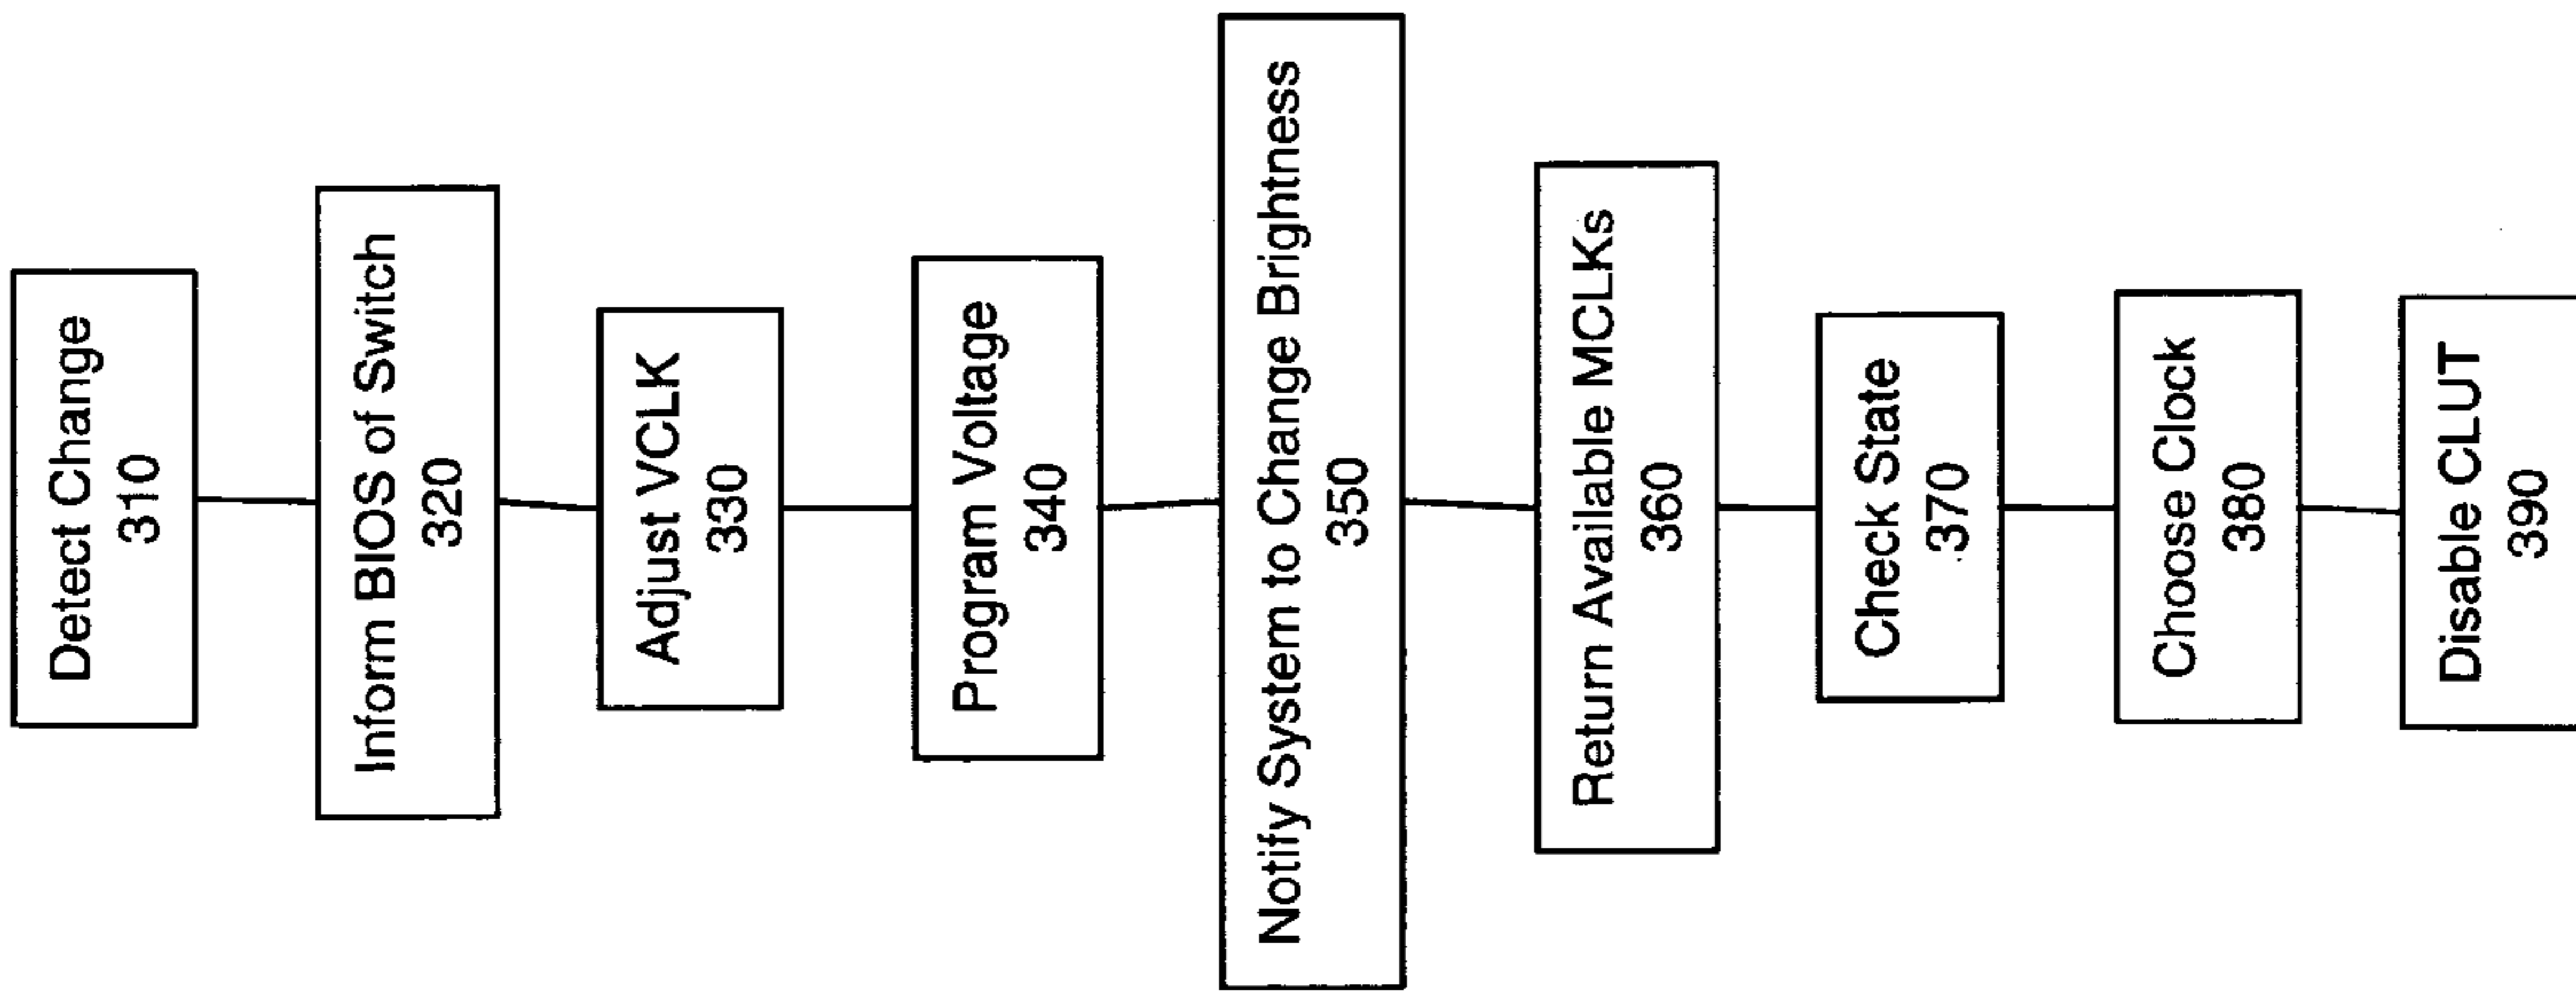 Detect Change
310
Inform BIOS of Switch
320
Adjust VCLK
330
Program Voltage
340
Notify System to Change Brightness
350
Return Available MCLKs
360
Check State
370
Choose Clock
380
Disable CLUT
390